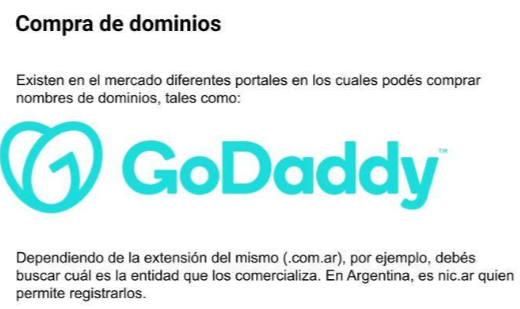 Compra de dominios
Existen en el mercado diferentes portales en los cuales podés comprar
nombres de dominios, tales como:
GoDaddy™
Dependiendo de la extensión del mismo (.com.ar), por ejemplo, debés
buscar cuál es la entidad que los comercializa. En Argentina, es nic.ar quien
permite registrarlos.